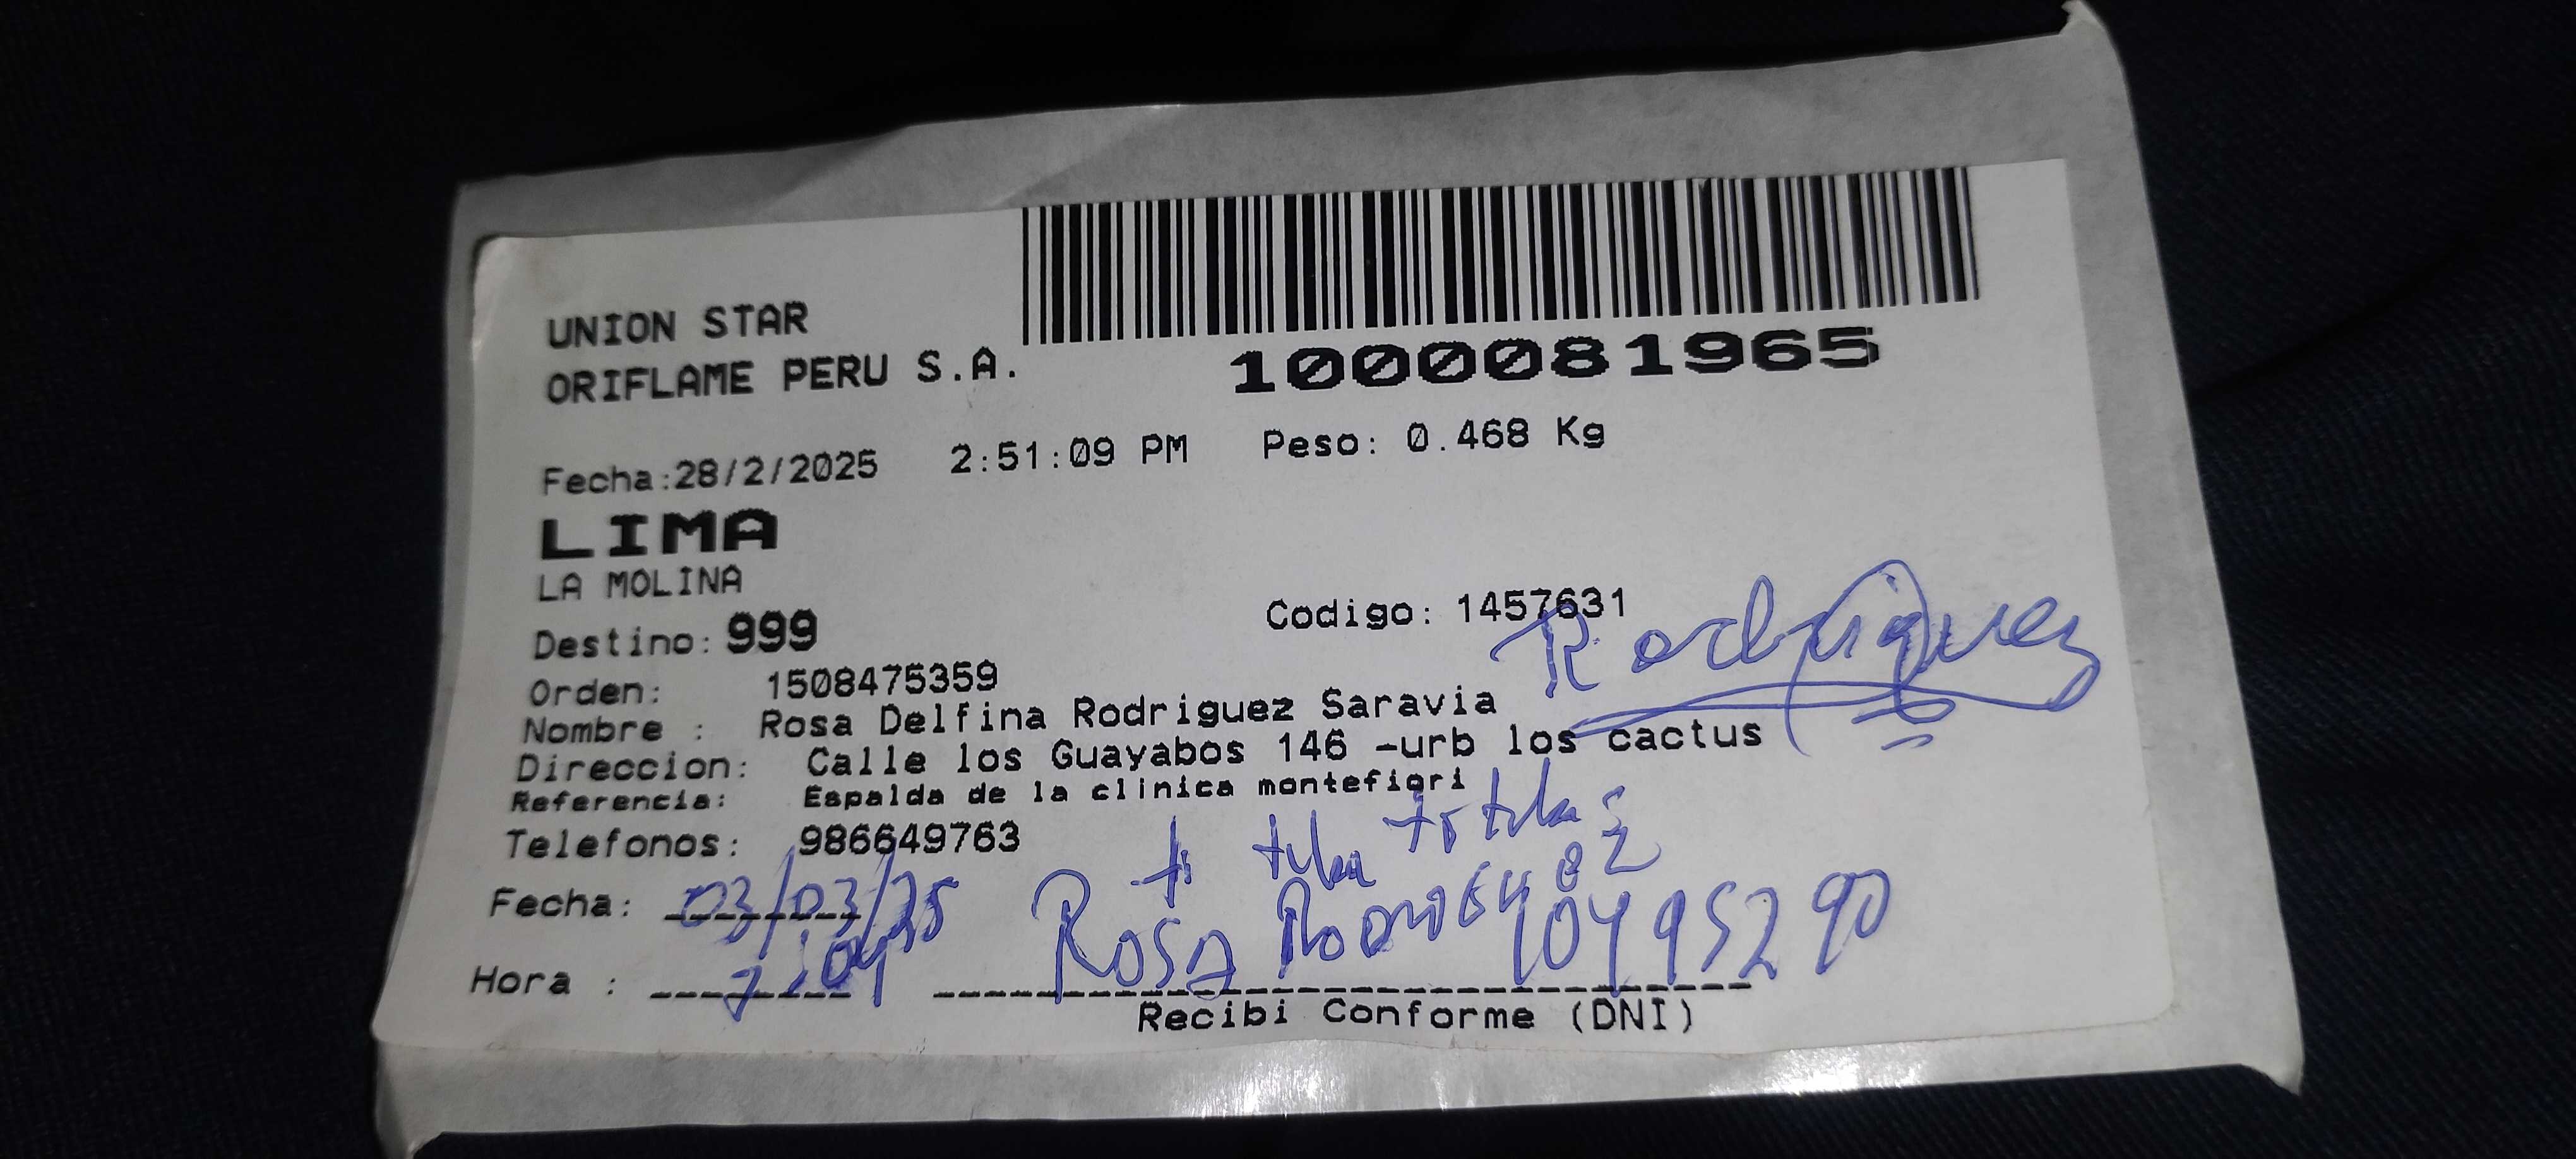 UNION STAR
ORIFLAME PERU S.A.
1000081965
Fecha:28/2/2025 2:51:09 PM Peso: 0.468 Kg
LIMA
LA MOLINA
Destino: 999
Codigo: 1457631
Rodriguez
Orden: 1508475359
Nombre : Rosa Delfina Rodriguez Saravia
Direccion: Calle los Guayabos 146 -urb los cactus
Referencia: Espalda de la clinica montefiori
Telefonos: 986649763
Fecha: 03/03/25
Rosa
Hora : 7:04
Recibi Conforme (DNI)